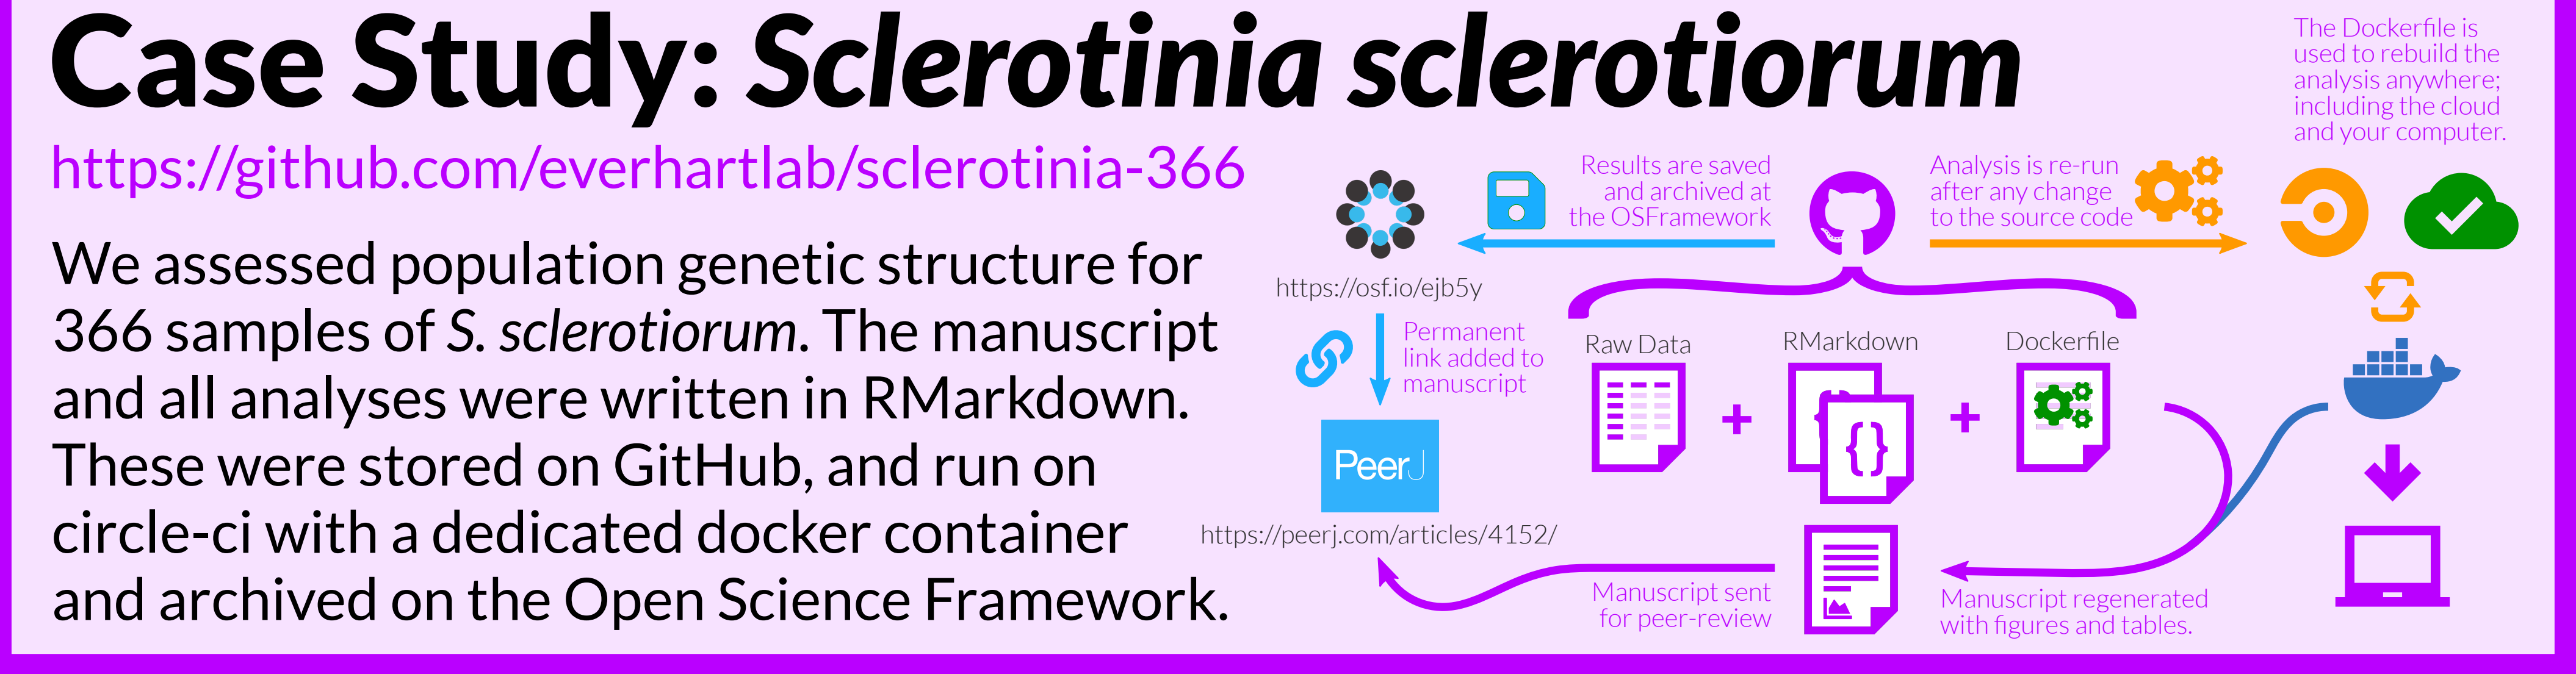 Case Study: Sclerotinia sclerotiorum
https://github.com/everhartlab/sclerotinia-366
We assessed population genetic structure for
366 samples of S. sclerotiorum. The manuscript
and all analyses were written in RMarkdown.
These were stored on GitHub, and run on
circle-ci with a dedicated docker container
and archived on the Open Science Framework.
https://osf.io/ejb5y
Results are saved
and archived at
the OSFramework
Analysis is re-run
after any change
to the source code
The Dockerfile is
used to rebuild the
analysis anywhere;
including the cloud
and your computer.
Permanent
link added to
manuscript
Raw Data
RMarkdown
Dockerfile
+
{}
+
PeerJ
https://peerj.com/articles/4152/
Manuscript sent
for peer-review
Manuscript regenerated
with figures and tables.